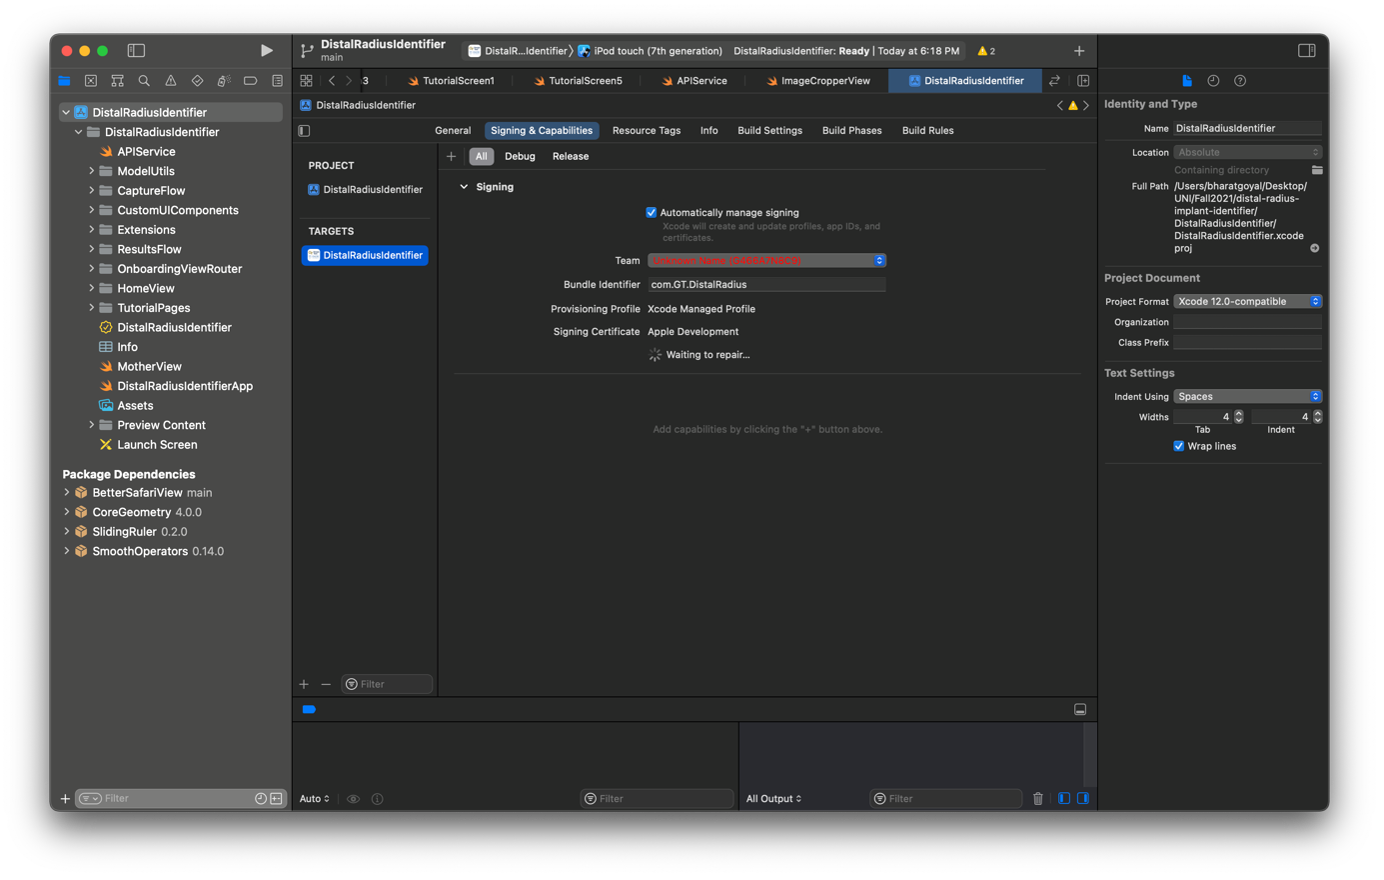 DistalRadiusIdentifier
main
DistalR...Identifier
iPod touch (7th generation)
DistalRadiusIdentifier: Ready | Today at 6:18 PM
2
3
TutorialScreen1
TutorialScreen5
APIService
ImageCropperView
DistalRadiusIdentifier
DistalRadiusIdentifier
General
Signing & Capabilities
Resource Tags
Info
Build Settings
Build Phases
Build Rules
DistalRadiusIdentifier
DistalRadiusIdentifier
APIService
ModelUtils
CaptureFlow
CustomUIComponents
Extensions
ResultsFlow
OnboardingViewRouter
HomeView
TutorialPages
DistalRadiusIdentifier
Info
MotherView
DistalRadiusIdentifierApp
Assets
Preview Content
Launch Screen
Package Dependencies
BetterSafariView main
CoreGeometry 4.0.0
SlidingRuler 0.2.0
SmoothOperators 0.14.0
Filter
PROJECT
DistalRadiusIdentifier
TARGETS
DistalRadiusIdentifier
Filter
All
Debug
Release
Signing
Automatically manage signing
Xcode will create and update profiles, app IDs, and
certificates.
Team
Unknown Name
Bundle Identifier
com.GT.DistalRadius
Provisioning Profile
Xcode Managed Profile
Signing Certificate
Apple Development
Waiting to repair...
Add capabilities by clicking the "+" button above.
Auto
Filter
All Output
Filter
Identity and Type
Name
DistalRadiusIdentifier
Location
Absolute
Containing directory
Full Path
/Users/bharatgoyal/Desktop/
UNI/Fall2021/distal-radius-
implant-identifier/
DistalRadiusIdentifier/
DistalRadiusIdentifier.xcode
proj
Project Document
Project Format
Xcode 12.0-compatible
Organization
Class Prefix
Text Settings
Indent Using
Spaces
Widths
4
4
Tab
Indent
Wrap lines